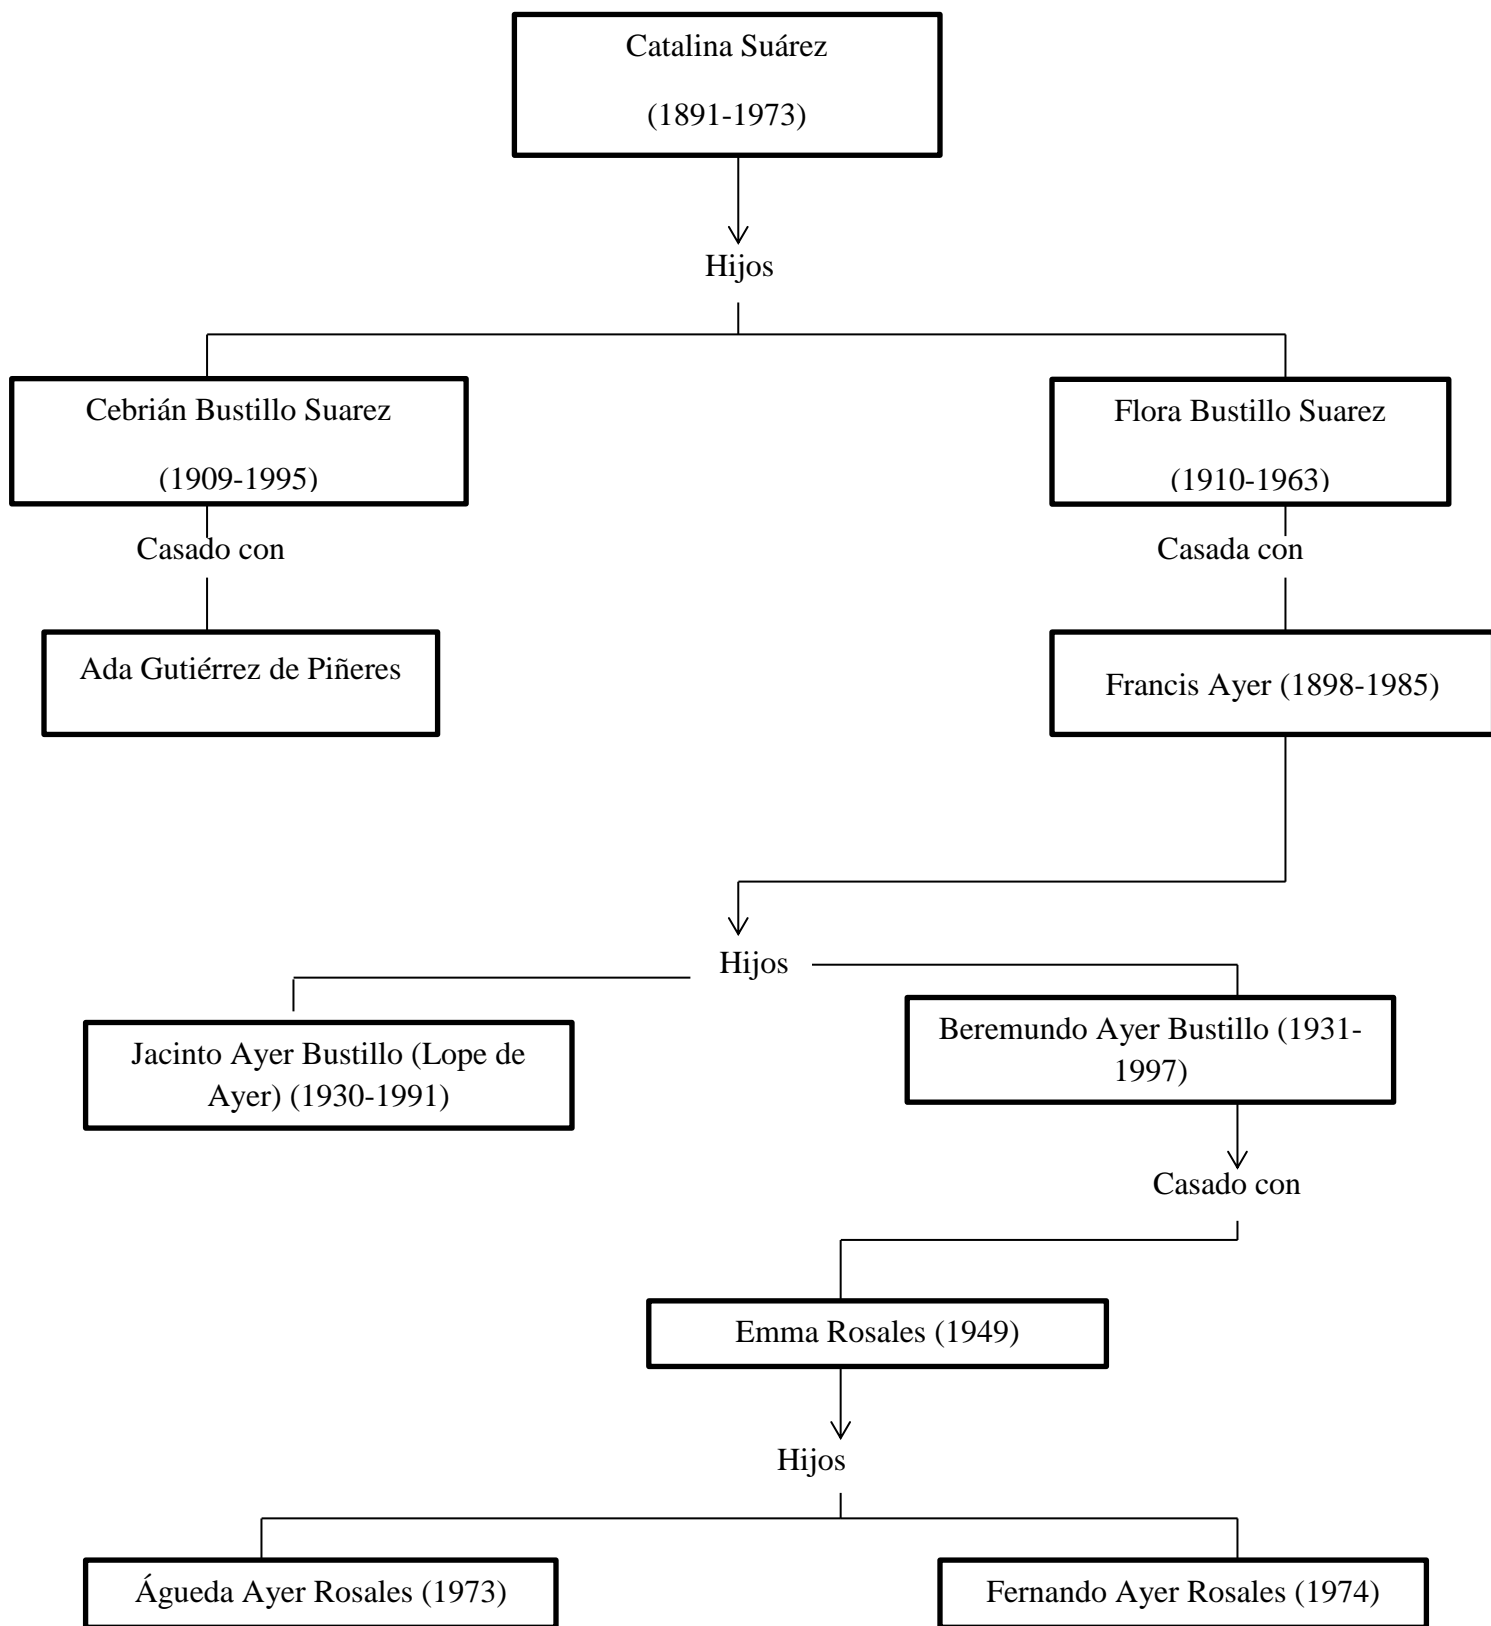 Catalina Suárez
(1891-1973)
Hijos
Cebrián Bustillo Suarez
(1909-1995)
Flora Bustillo Suarez
(1910-1963)
Casado con
Casada con
Ada Gutiérrez de Piñeres
Francis Ayer (1898-1985)
Hijos
Jacinto Ayer Bustillo (Lope de
Ayer) (1930-1991)
Beremundo Ayer Bustillo (1931-
1997)
Casado con
Emma Rosales (1949)
Hijos
Águeda Ayer Rosales (1973)
Fernando Ayer Rosales (1974)